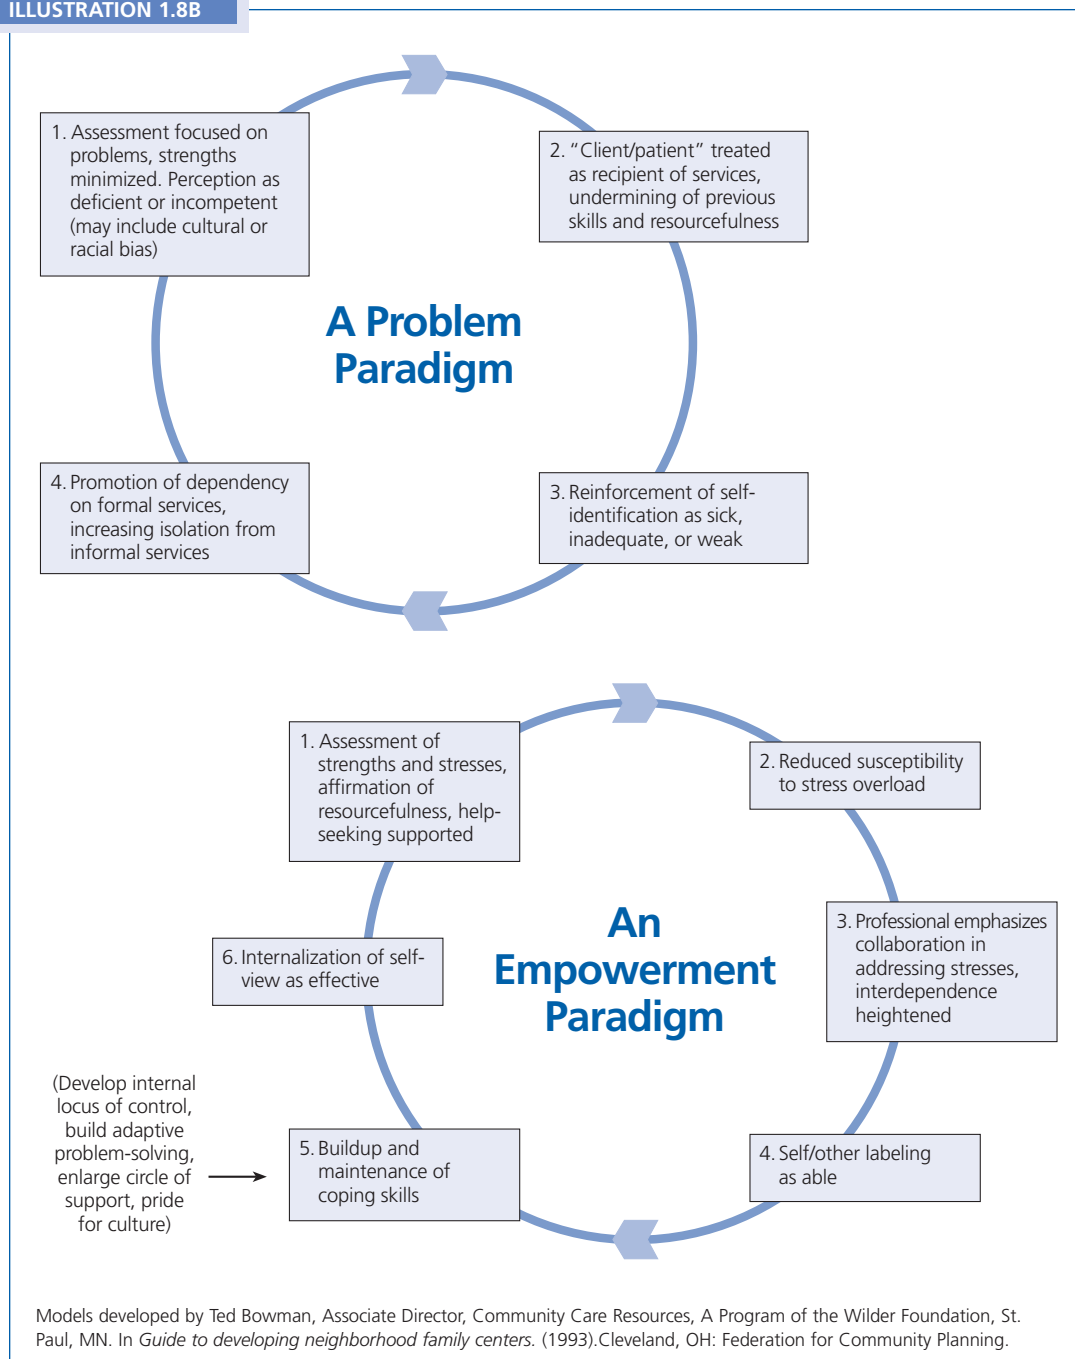 ILLUSTRATION 1.8B
1. Assessment focused on
problems, strengths
minimized. Perception as
deficient or incompetent
(may include cultural or
racial bias)
2. “Client/patient” treated
as recipient of services,
undermining of previous
skills and resourcefulness
A Problem
Paradigm
3. Reinforcement of self-
identification as sick,
inadequate, or weak
4. Promotion of dependency
on formal services,
increasing isolation from
informal services
1. Assessment of
strengths and stresses,
affirmation of
resourcefulness, help-
seeking supported
2. Reduced susceptibility
to stress overload
An
Empowerment
Paradigm
3. Professional emphasizes
collaboration in
addressing stresses,
interdependence
heightened
4. Self/other labeling
as able
5. Buildup and
maintenance of
coping skills
6. Internalization of self-
view as effective
(Develop internal
locus of control,
build adaptive
problem-solving,
enlarge circle of
support, pride
for culture)
Models developed by Ted Bowman, Associate Director, Community Care Resources, A Program of the Wilder Foundation, St.
Paul, MN. In Guide to developing neighborhood family centers. (1993).Cleveland, OH: Federation for Community Planning.